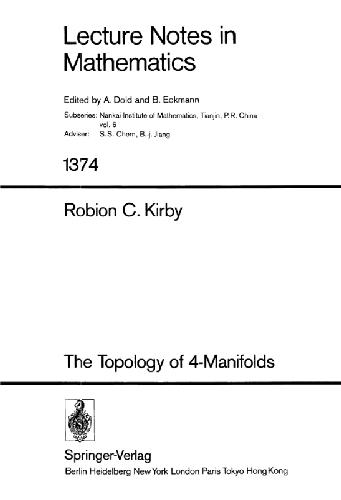 Lecture Notes in
Mathematics
Edited by A. Dold and B. Eckmann
Subseries: Nankai Institute of Mathematics, Tianjin, P.R. China
vol. 6
Adviser: S.S. Chern, B.-j. Jiang
1374
Robion C. Kirby
The Topology of 4-Manifolds
Springer-Verlag
Berlin Heidelberg New York London Paris Tokyo Hong Kong